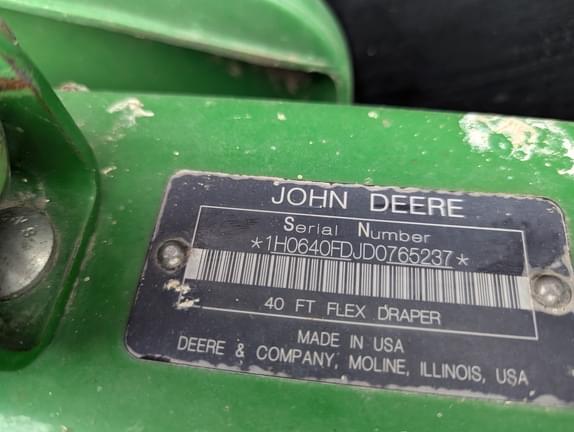 JOHN DEERE
Serial Number
*1H0640FDJD0765237*
40 FT FLEX DRAPER
MADE IN USA
DEERE & COMPANY, MOLINE, ILLINOIS, USA